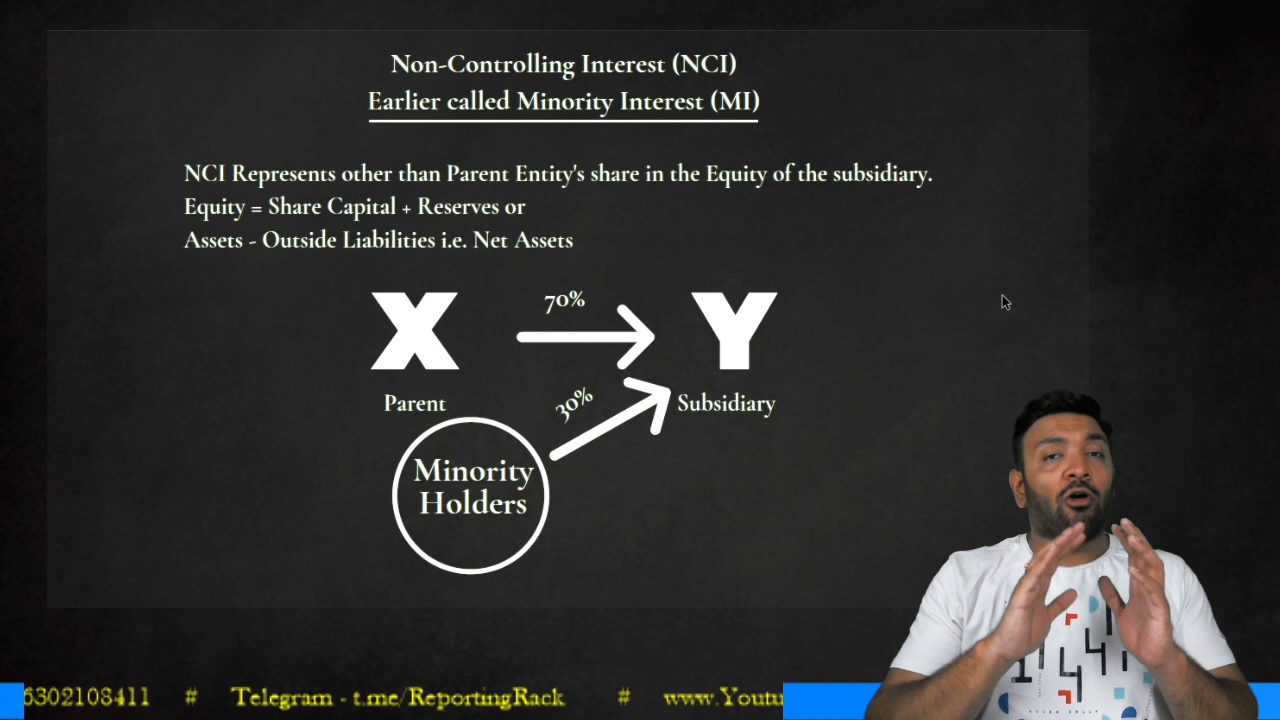 Non-Controlling Interest (NCI)
Earlier called Minority Interest (MI)
NCI Represents other than Parent Entity's share in the Equity of the subsidiary.
Equity = Share Capital + Reserves or
Assets - Outside Liabilities i.e. Net Assets
X
70%
Y
Parent
30%
Subsidiary
Minority
Holders
6302108411 # Telegram - t.me/ReportingRack # www.Youtu